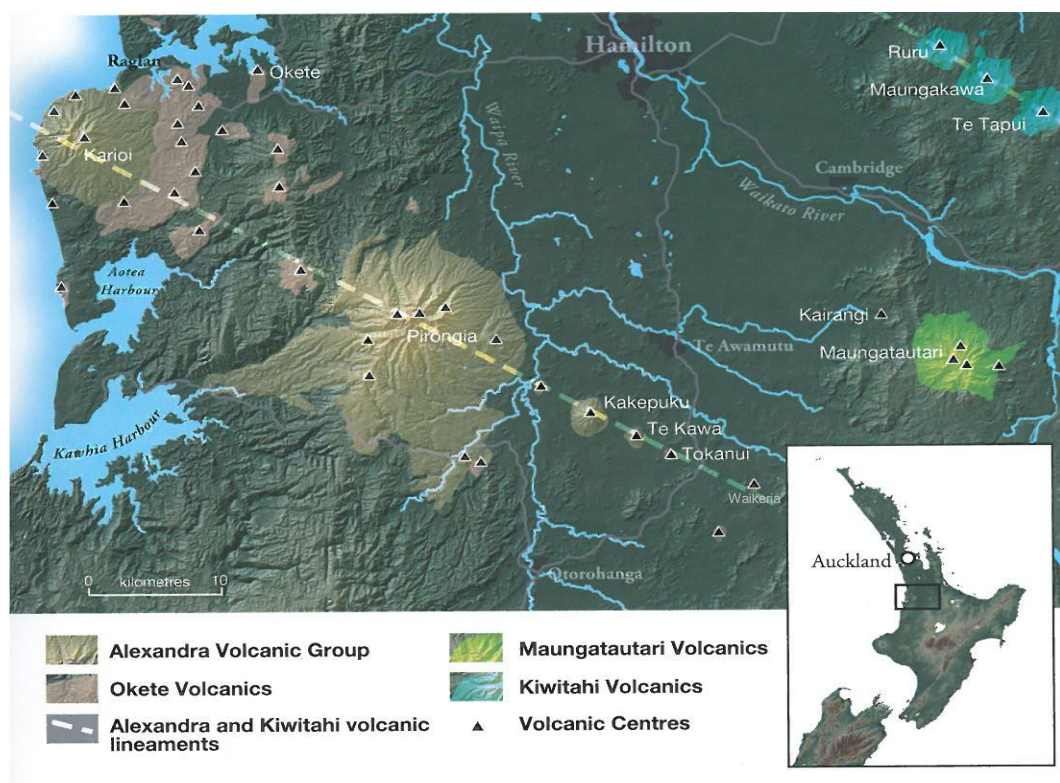 Hamilton
Raglan
Okete
Ruru
Maungakawa
Te Tapui
Karioi
Waipa River
Cambridge
Waikato River
Aotea
Harbour
Kairangi
Pirongia
Te Awamutu
Maungatautari
Kakepuku
Te Kawa
Kawhia Harbour
Tokanui
Waikeria
Otorohanga
0 kilometres 10
Auckland
Alexandra Volcanic Group
Okete Volcanics
Alexandra and Kiwitahi volcanic
lineaments
Maungatautari Volcanics
Kiwitahi Volcanics
Volcanic Centres